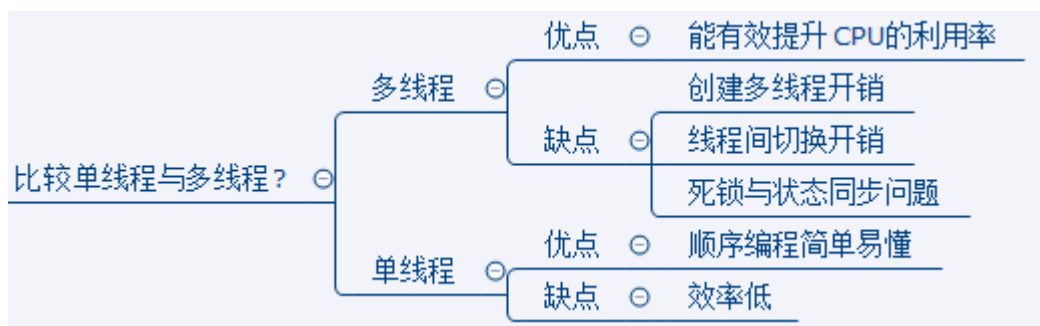 比较单线程与多线程?
多线程
优点
能有效提升 CPU的利用率
缺点
创建多线程开销
线程间切换开销
死锁与状态同步问题
单线程
优点
顺序编程简单易懂
缺点
效率低